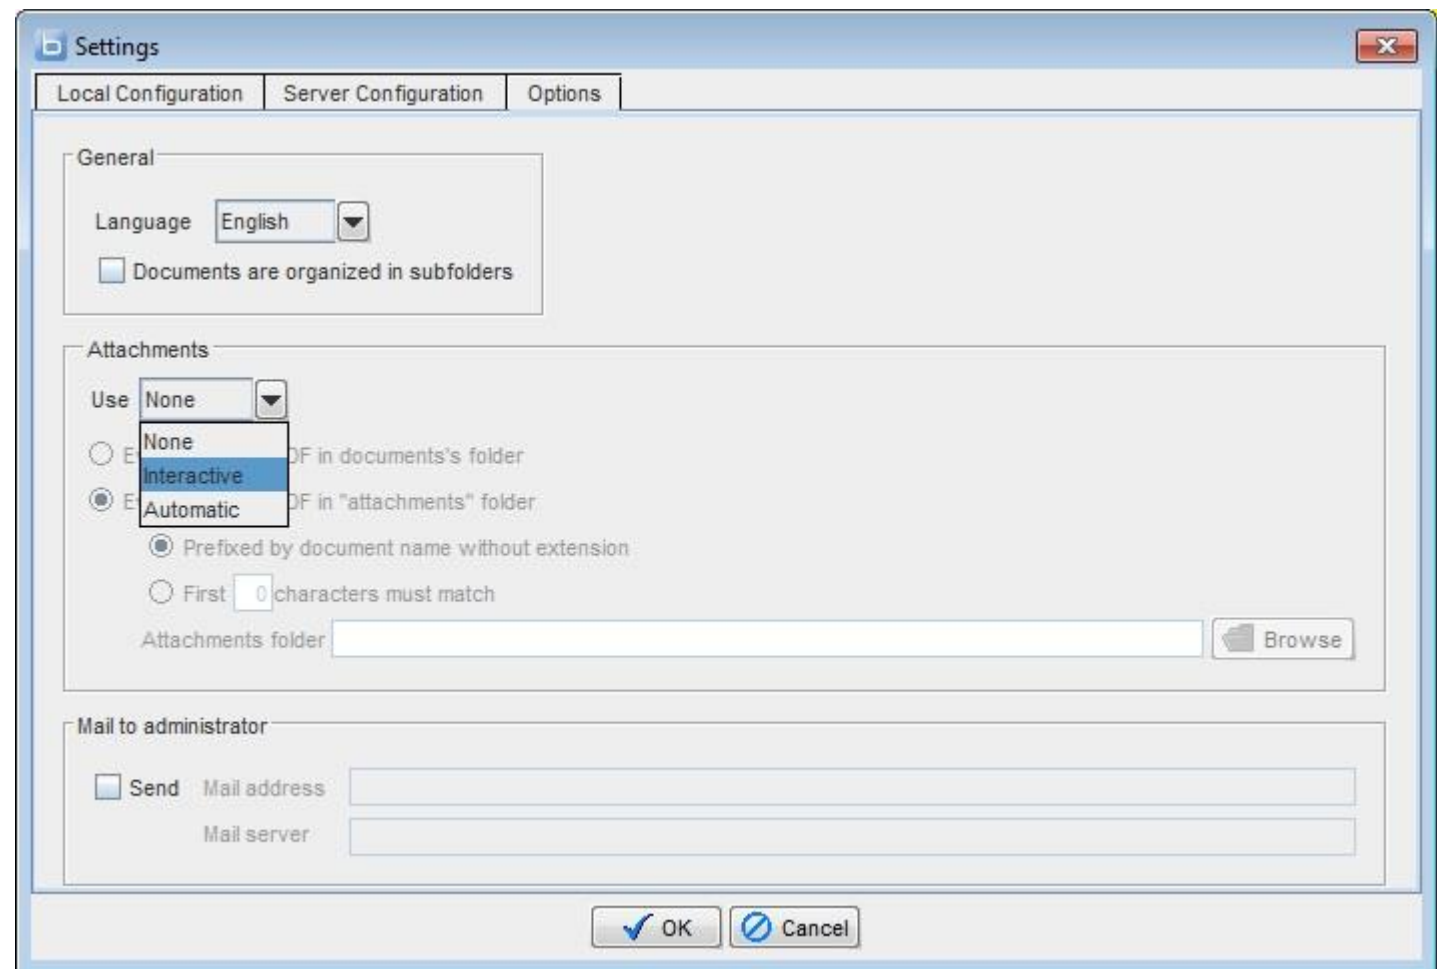 Settings
Local Configuration Server Configuration Options
General
Language English
Documents are organized in subfolders
Attachments
Use None
None
in documents's folder
Interactive
in "attachments" folder
Automatic
Prefixed by document name without extension
First 0 characters must match
Attachments folder Browse
Mail to administrator
Send Mail address
Mail server
OK Cancel